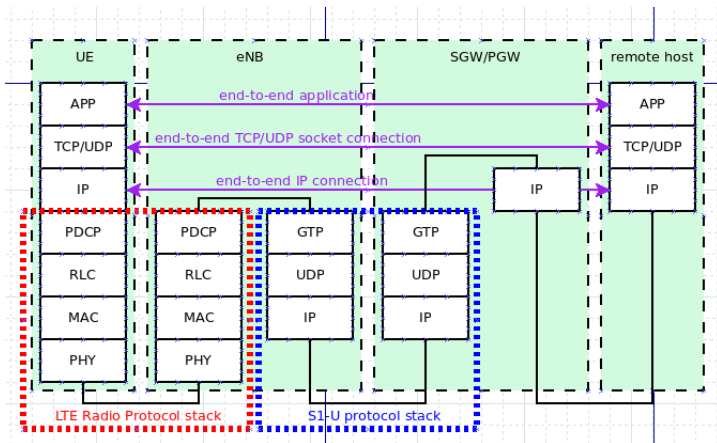 UE
eNB
SGW/PGW
remote host
APP
end-to-end application
APP
TCP/UDP
end-to-end TCP/UDP socket connection
TCP/UDP
IP
end-to-end IP connection
IP
IP
PDCP
PDCP
GTP
GTP
RLC
RLC
UDP
UDP
MAC
MAC
IP
IP
PHY
PHY
LTE Radio Protocol stack
S1-U protocol stack